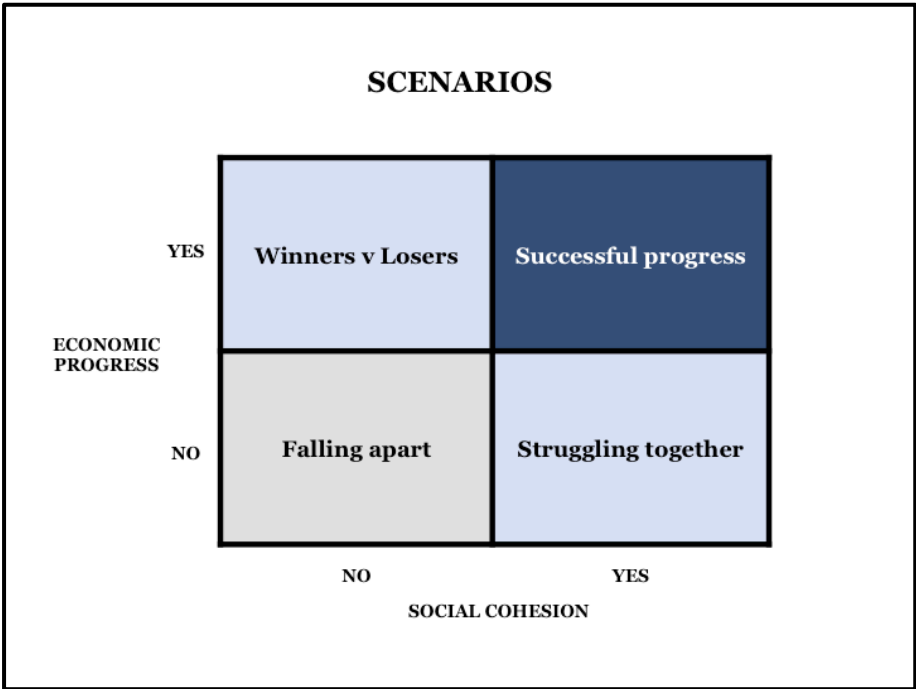 SCENARIOS
YES
Winners v Losers
Successful progress
ECONOMIC
PROGRESS
NO
Falling apart
Struggling together
NO
YES
SOCIAL COHESION